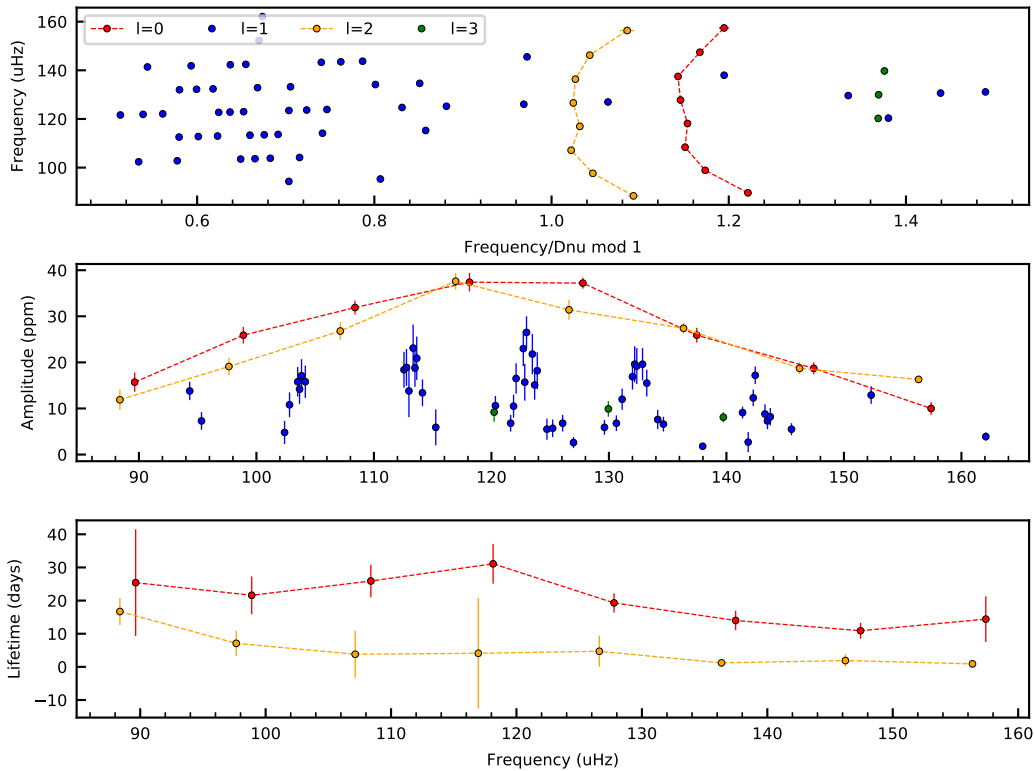 160
140
120
100
Frequency (uHz)
l=0 l=1 l=2 l=3
0.6 0.8 1.0 1.2 1.4
Frequency/Dnu mod 1
40
30
20
10
0
Amplitude (ppm)
90 100 110 120 130 140 150 160
40
30
20
10
0
−10
Lifetime (days)
90 100 110 120 130 140 150 160
Frequency (uHz)